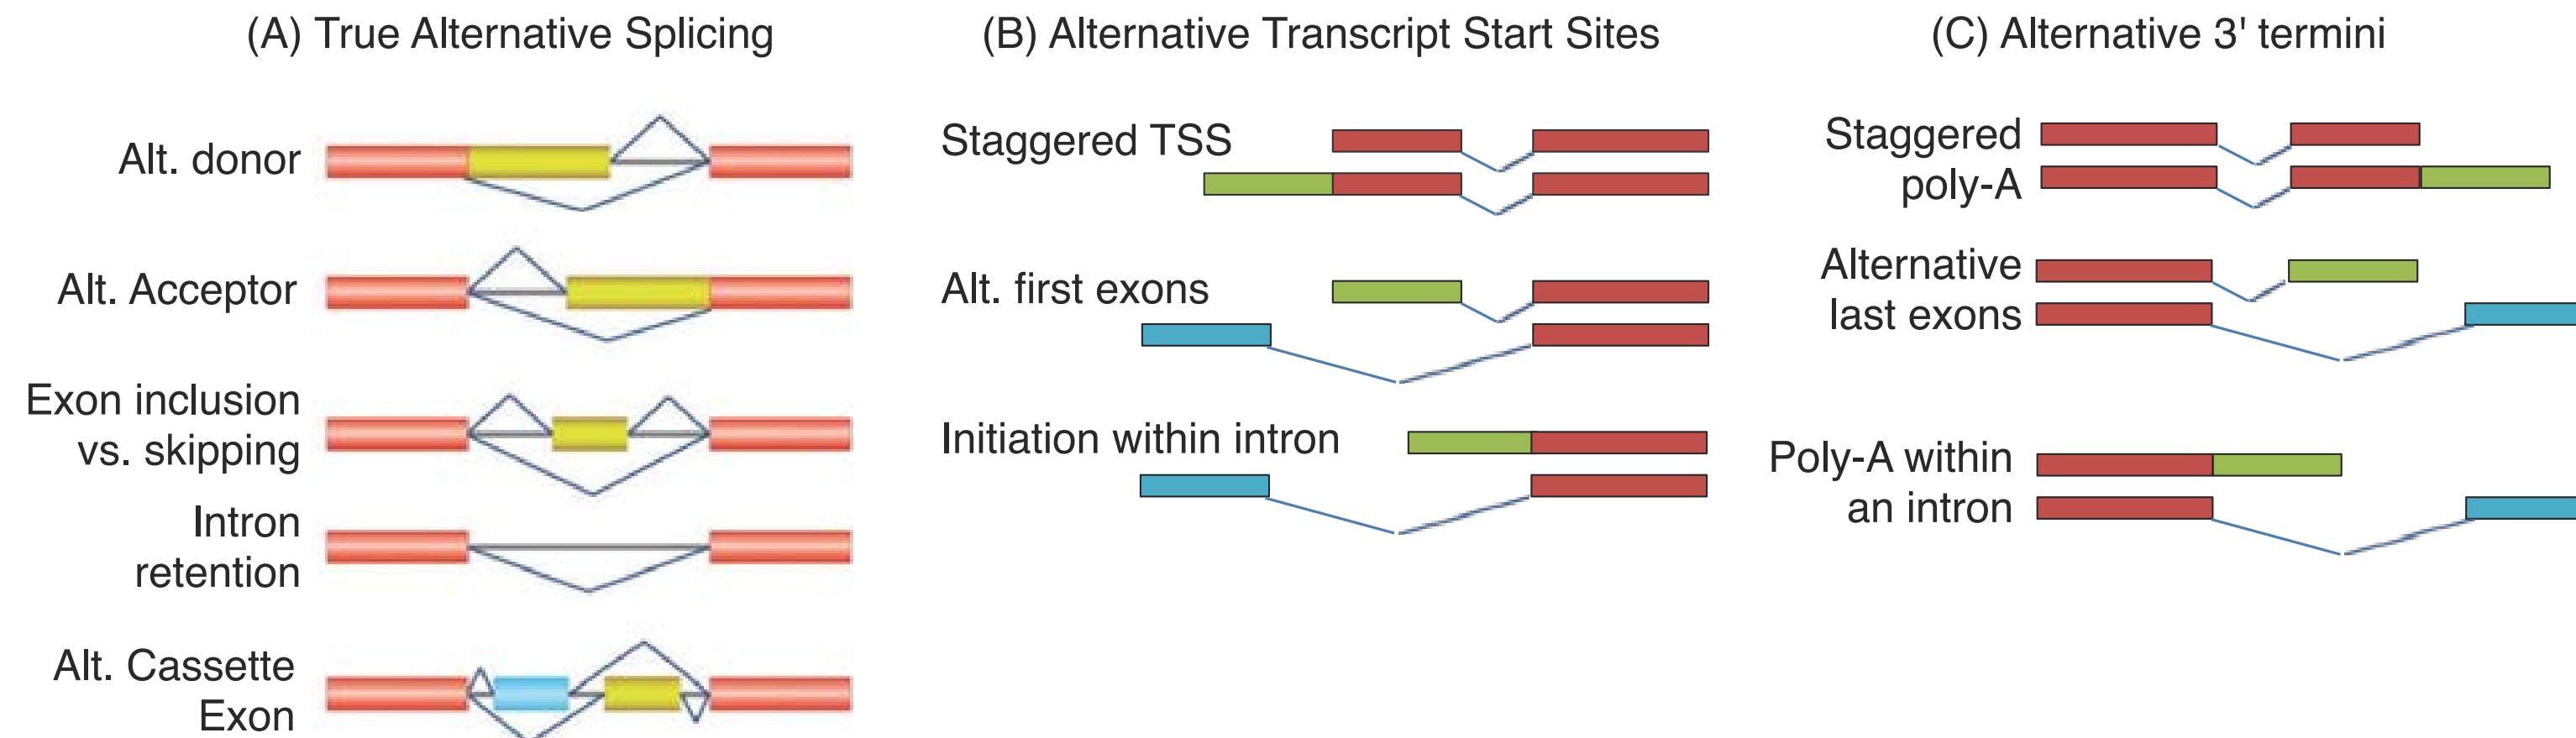 (A) True Alternative Splicing
Alt. donor
Alt. Acceptor
Exon inclusion
vs. skipping
Intron
retention
Alt. Cassette
Exon
(B) Alternative Transcript Start Sites
Staggered TSS
Alt. first exons
Initiation within intron
(C) Alternative 3' termini
Staggered
poly-A
Alternative
last exons
Poly-A within
an intron